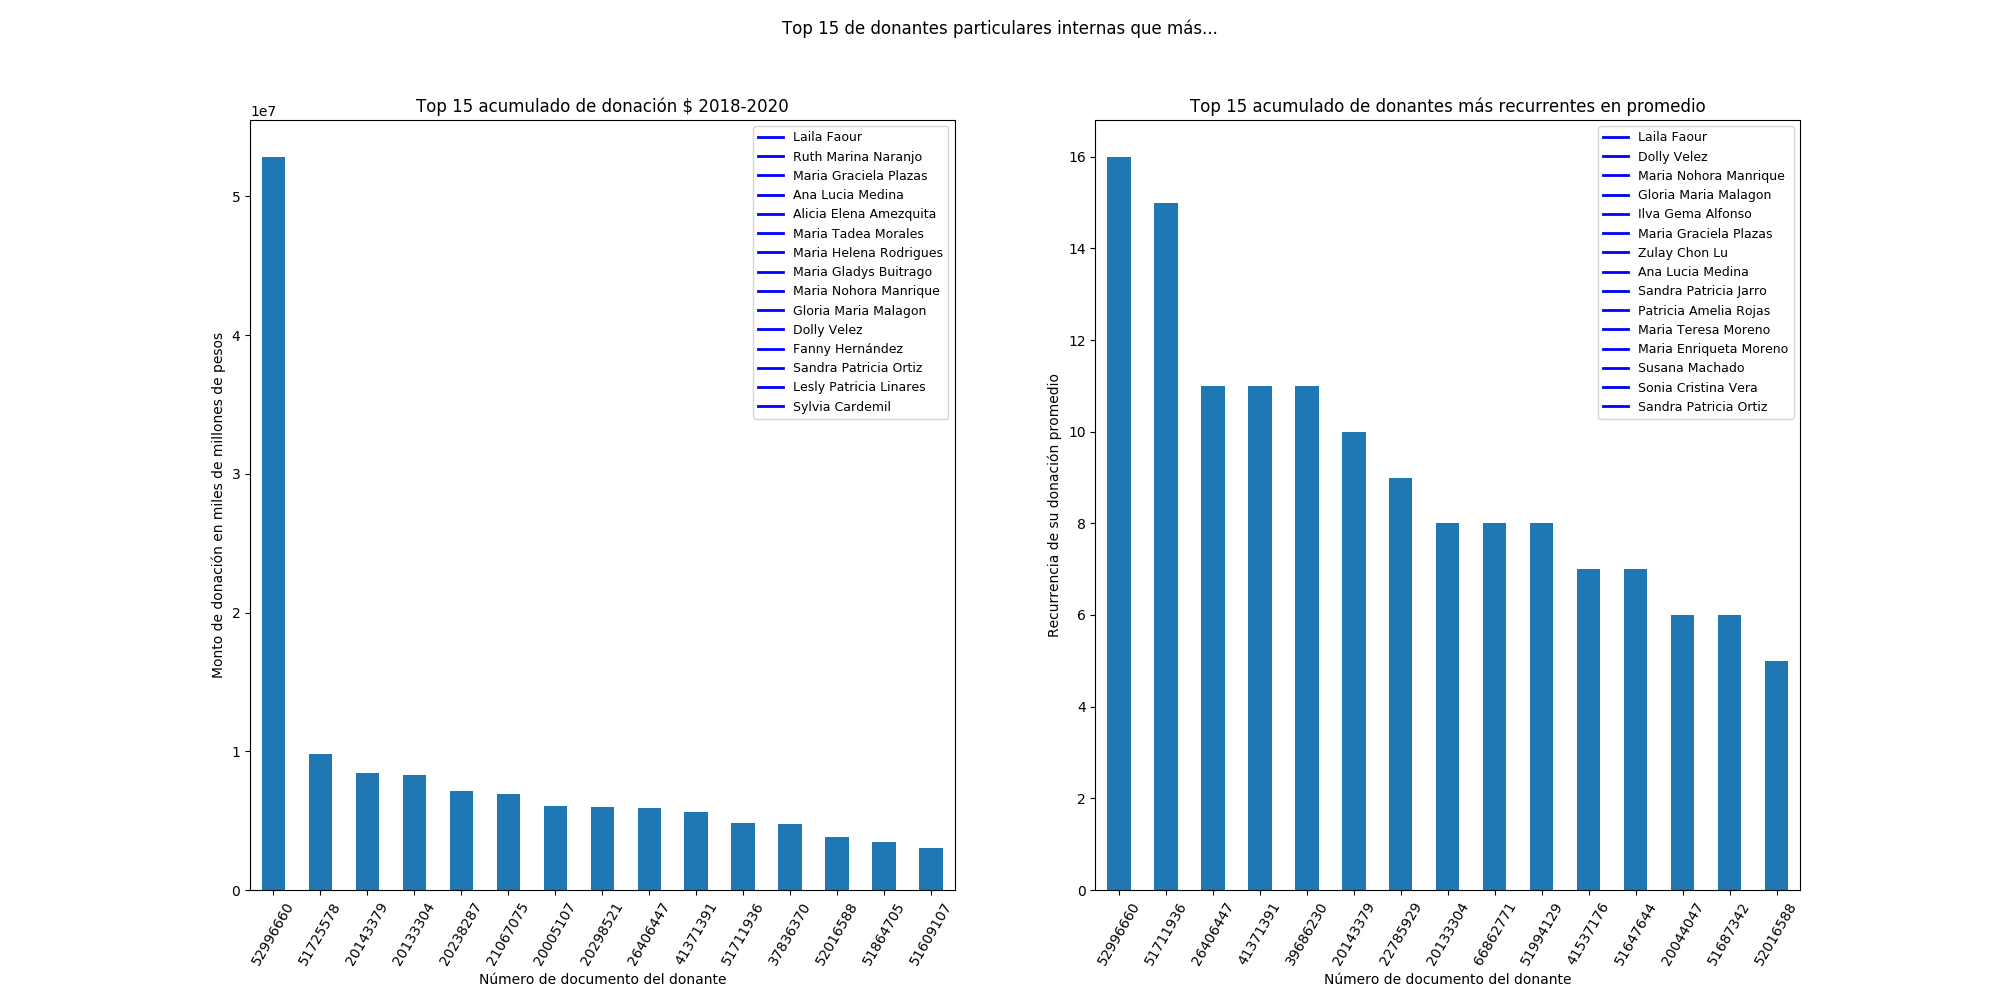 Top 15 de donantes particulares internas que más...
Top 15 acumulado de donación $ 2018-2020
1e7
Monto de donación en miles de millones de pesos
5
4
3
2
1
0
Laila Faour
Ruth Marina Naranjo
Maria Graciela Plazas
Ana Lucia Medina
Alicia Elena Amezquita
Maria Tadea Morales
Maria Helena Rodrigues
Maria Gladys Buitrago
Maria Nohora Manrique
Gloria Maria Malagon
Dolly Velez
Fanny Hernández
Sandra Patricia Ortiz
Lesly Patricia Linares
Sylvia Cardemil
52996660
51725578
20143379
20133304
20238287
21067075
20005107
20298521
26406447
41371391
51711936
37836370
52016588
51864705
51609107
Número de documento del donante
Top 15 acumulado de donantes más recurrentes en promedio
Recurrencia de su donación promedio
16
14
12
10
8
6
4
2
0
Laila Faour
Dolly Velez
Maria Nohora Manrique
Gloria Maria Malagon
Ilva Gema Alfonso
Maria Graciela Plazas
Zulay Chon Lu
Ana Lucia Medina
Sandra Patricia Jarro
Patricia Amelia Rojas
Maria Teresa Moreno
Maria Enriqueta Moreno
Susana Machado
Sonia Cristina Vera
Sandra Patricia Ortiz
52996660
51711936
26406447
41371391
39686230
20143379
22785929
20133304
66862771
51994129
41537176
51647644
20044047
51687342
52016588
Número de documento del donante